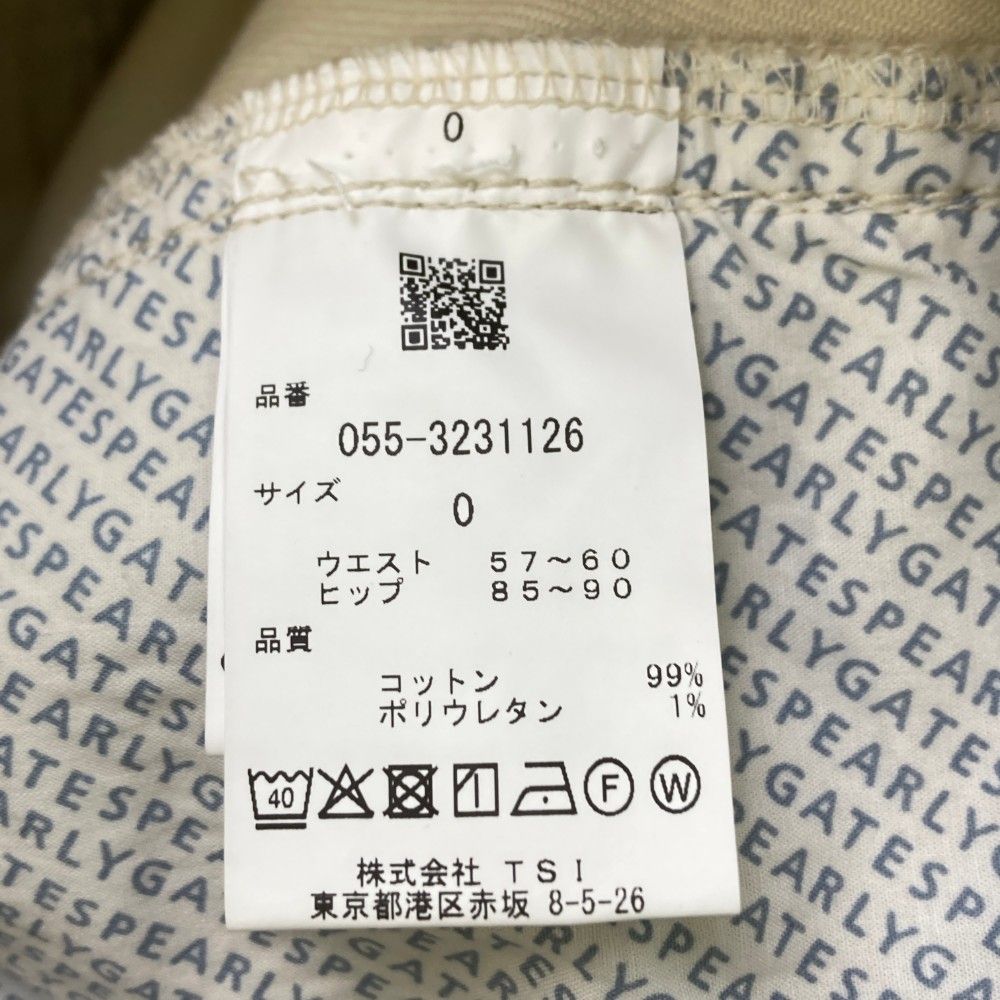 0
品番
055-3231126
サイズ
0
ウエスト 57～60
ヒップ 85～90
品質
コットン 99%
ポリウレタン 1%
40
F
W
株式会社 TSI
東京都港区赤坂 8-5-26
PEARLYGATES